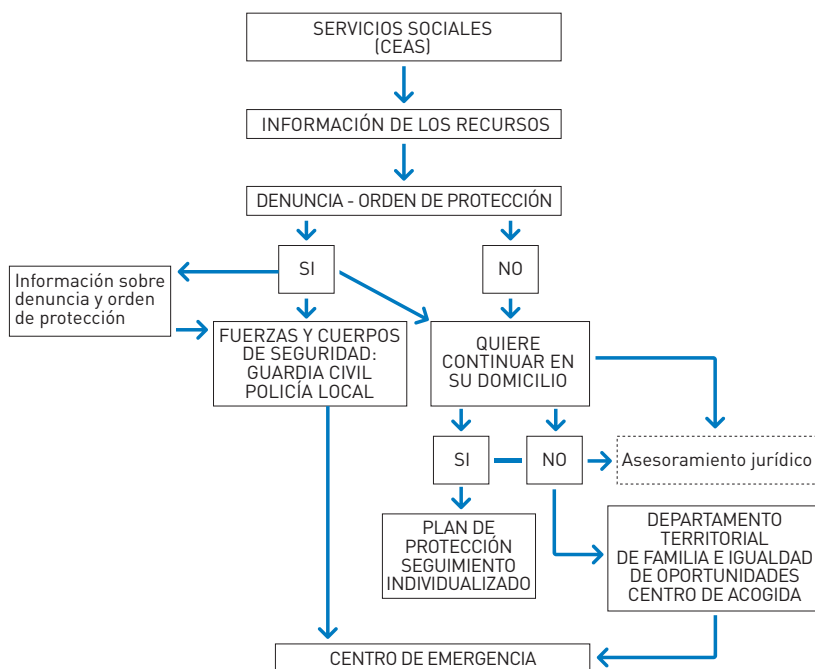 SERVICIOS SOCIALES
(CEAS)
INFORMACIÓN DE LOS RECURSOS
DENUNCIA - ORDEN DE PROTECCIÓN
SI
NO
Información sobre
denuncia y orden
de protección
FUERZAS Y CUERPOS
DE SEGURIDAD:
GUARDIA CIVIL
POLICÍA LOCAL
QUIERE
CONTINUAR EN
SU DOMICILIO
SI
NO
Asesoramiento jurídico
PLAN DE
PROTECCIÓN
SEGUIMIENTO
INDIVIDUALIZADO
DEPARTAMENTO
TERRITORIAL
DE FAMILIA E IGUALDAD
DE OPORTUNIDADES
CENTRO DE ACOGIDA
CENTRO DE EMERGENCIA